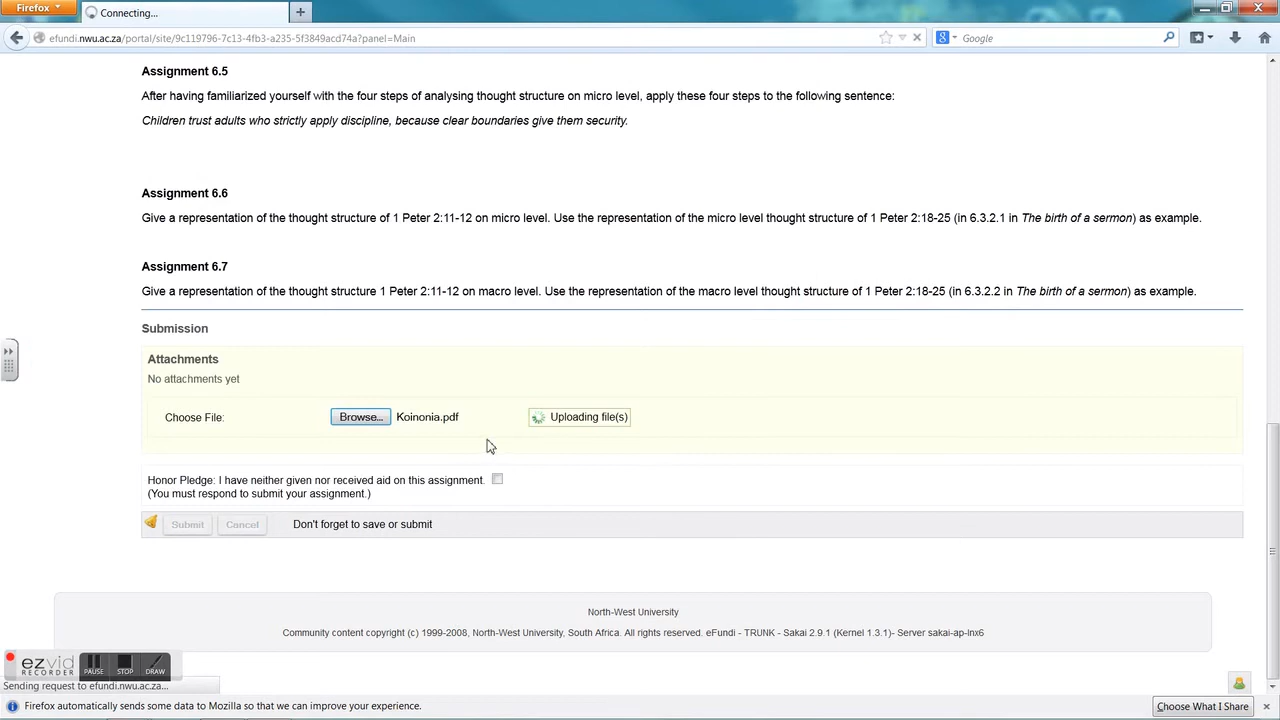 Firefox
Connecting...
efundi.nwu.ac.za/portal/site/9c119796-7c13-4fb3-a235-5f3849acd74a?panel=Main
Google
Assignment 6.5
After having familiarized yourself with the four steps of analysing thought structure on micro level, apply these four steps to the following sentence:
Children trust adults who strictly apply discipline, because clear boundaries give them security.
Assignment 6.6
Give a representation of the thought structure of 1 Peter 2:11-12 on micro level. Use the representation of the micro level thought structure of 1 Peter 2:18-25 (in 6.3.2.1 in The birth of a sermon) as example.
Assignment 6.7
Give a representation of the thought structure 1 Peter 2:11-12 on macro level. Use the representation of the macro level thought structure of 1 Peter 2:18-25 (in 6.3.2.2 in The birth of a sermon) as example.
Submission
Attachments
No attachments yet
Choose File: Browse... Koinonia.pdf Uploading file(s)
Honor Pledge: I have neither given nor received aid on this assignment.
(You must respond to submit your assignment.)
Submit Cancel Don't forget to save or submit
North-West University
Community content copyright (c) 1999-2008, North-West University, South Africa. All rights reserved. eFundi - TRUNK - Sakai 2.9.1 (Kernel 1.3.1)- Server sakai-ap-lnx6
ezvid
RECORDER
PAUSE STOP DRAW
Sending request to efundi.nwu.ac.za...
Firefox automatically sends some data to Mozilla so that we can improve your experience.
Choose What I Share